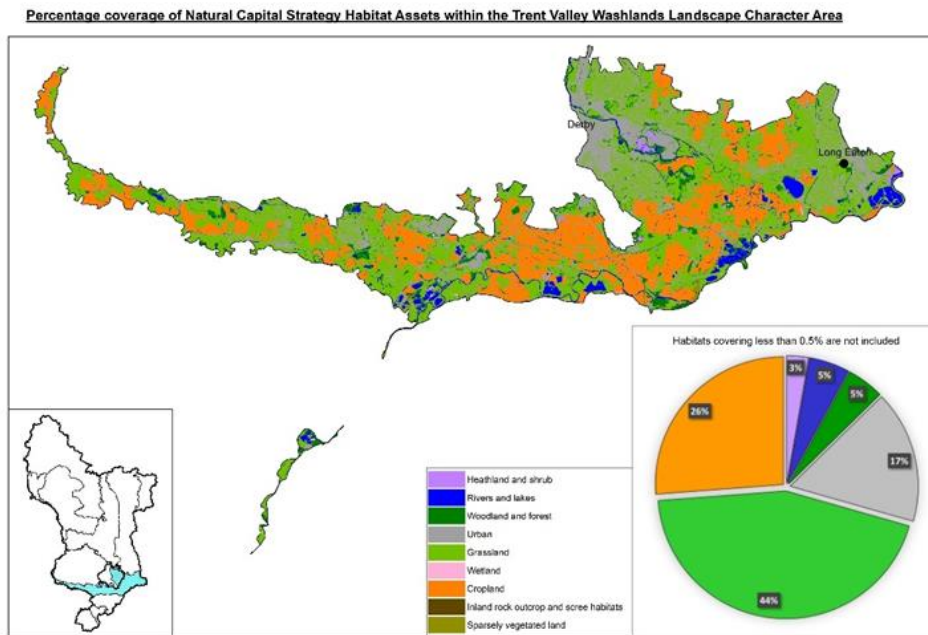 Percentage coverage of Natural Capital Strategy Habitat Assets within the Trent Valley Washlands Landscape Character Area
Derby
Long Eaton
Habitats covering less than 0.5% are not included
3%
5%
5%
26%
17%
44%
Heathland and shrub
Rivers and lakes
Woodland and forest
Urban
Grassland
Wetland
Cropland
Inland rock outcrop and scree habitats
Sparsely vegetated land